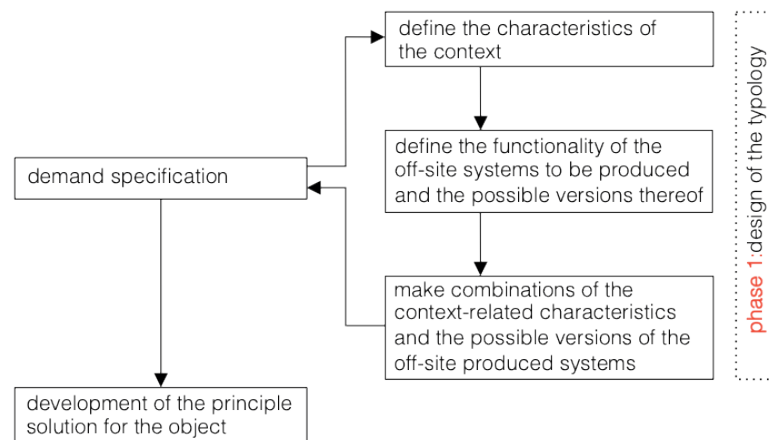 define the characteristics of
the context
define the functionality of the
off-site systems to be produced
and the possible versions thereof
demand specification
make combinations of the
context-related characteristics
and the possible versions of the
off-site produced systems
development of the principle
solution for the object
phase 1:design of the typology